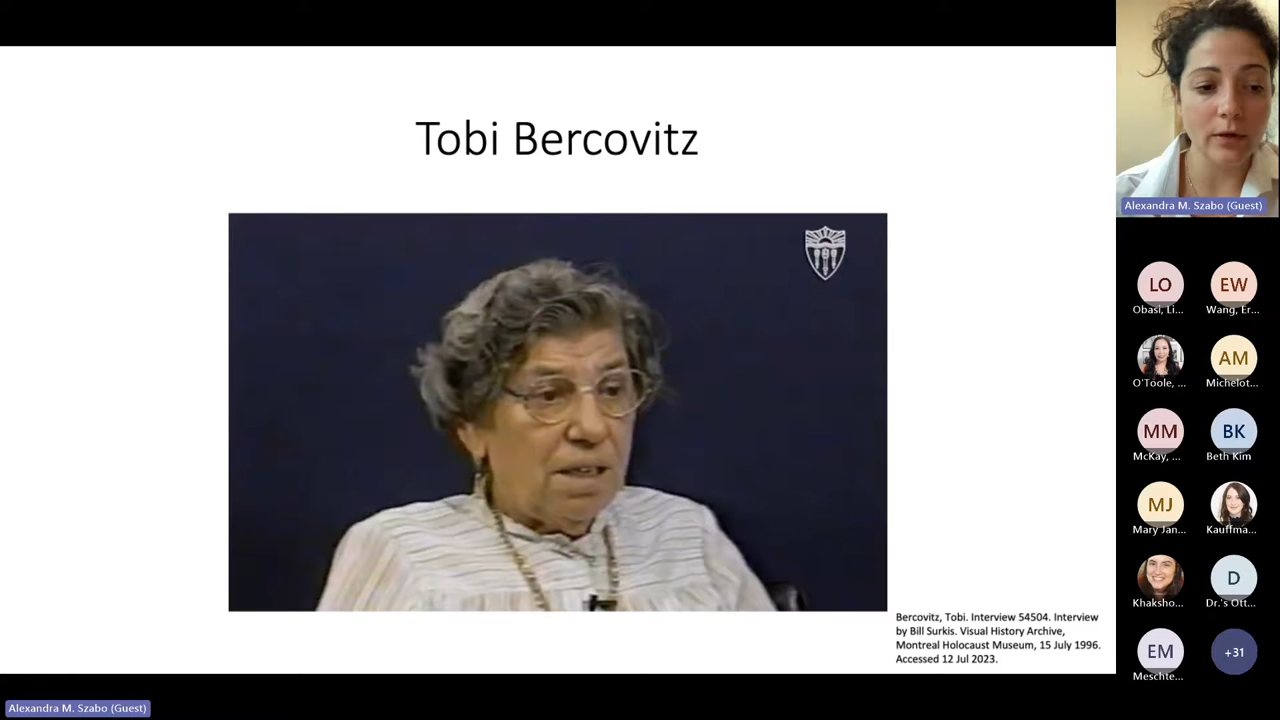 Tobi Bercovitz
Bercovitz, Tobi. Interview 54504. Interview
by Bill Surkis. Visual History Archive,
Montreal Holocaust Museum, 15 July 1996.
Accessed 12 Jul 2023.
Alexandra M. Szabo (Guest)
LO
Obasi, Li...
EW
Wang, Er...
O'Toole, ...
AM
Michelot...
MM
McKay, ...
BK
Beth Kim
MJ
Mary Jan...
Kauffma...
Khaksho...
D
Dr.'s Ott...
EM
Meschte...
+31
Alexandra M. Szabo (Guest)